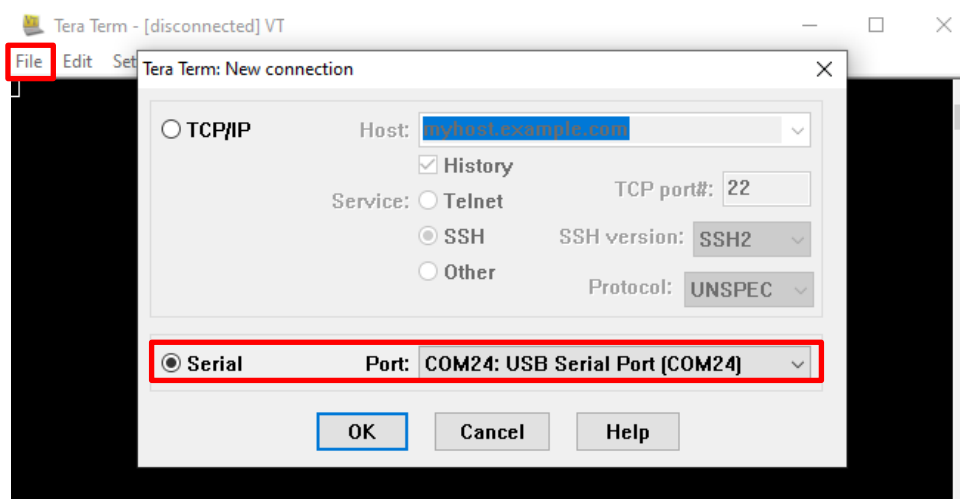 Tera Term - [disconnected] VT
File Edit Set
Tera Term: New connection
TCP/IP Host: myhost.example.com
History
Service: Telnet TCP port#: 22
SSH SSH version: SSH2
Other Protocol: UNSPEC
Serial Port: COM24: USB Serial Port (COM24)
OK Cancel Help